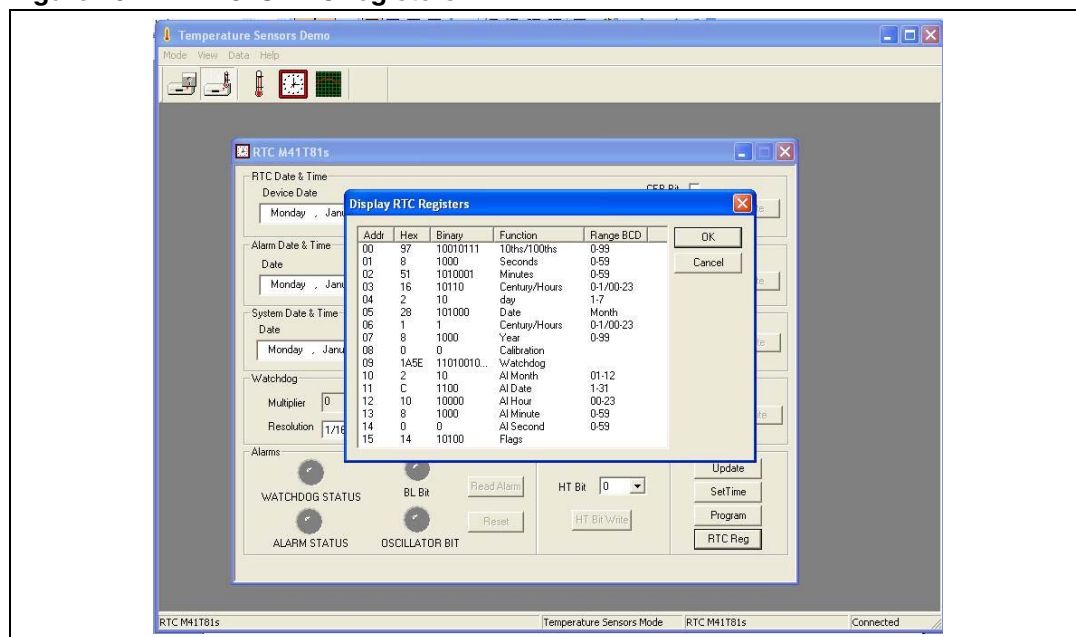 Temperature Sensors Demo
Mode View Data Help
RTC M41T81s
RTC Date & Time
Device Date
Monday , Janu
Alarm Date & Time
Date
Monday , Janu
System Date & Time
Date
Monday , Janu
Watchdog
Multiplier 0
Resolution 1/16
Display RTC Registers
Addr Hex Binary Function Range BCD
00 97 10010111 10ths/100ths 0-99
01 8 1000 Seconds 0-59
02 51 1010001 Minutes 0-59
03 16 10110 Century/Hours 0-1/00-23
04 2 10 day 1-7
05 28 101000 Date Month
06 1 1 Century/Hours 0-1/00-23
07 8 1000 Year 0-99
08 0 0 Calibration
09 1A5E 11010010... Watchdog
10 2 10 Al Month 01-12
11 C 1100 Al Date 1-31
12 10 10000 Al Hour 00-23
13 8 1000 Al Minute 0-59
14 0 0 Al Second 0-59
15 14 10100 Flags
OK
Cancel
Alarms
WATCHDOG STATUS
BL Bit
Read Alarm
ALARM STATUS
OSCILLATOR BIT
Reset
HT Bit 0
HT Bit Write
Update
SetTime
Program
RTC Reg
RTC M41T81s Temperature Sensors Mode RTC M41T81s Connected